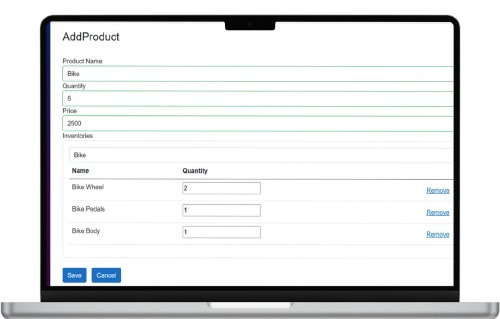 AddProduct
Product Name
Bike
Quantity
5
Price
2500
Inventories
Bike
Name Quantity
Bike Wheel 2 Remove
Bike Pedals 1 Remove
Bike Body 1 Remove
Save Cancel